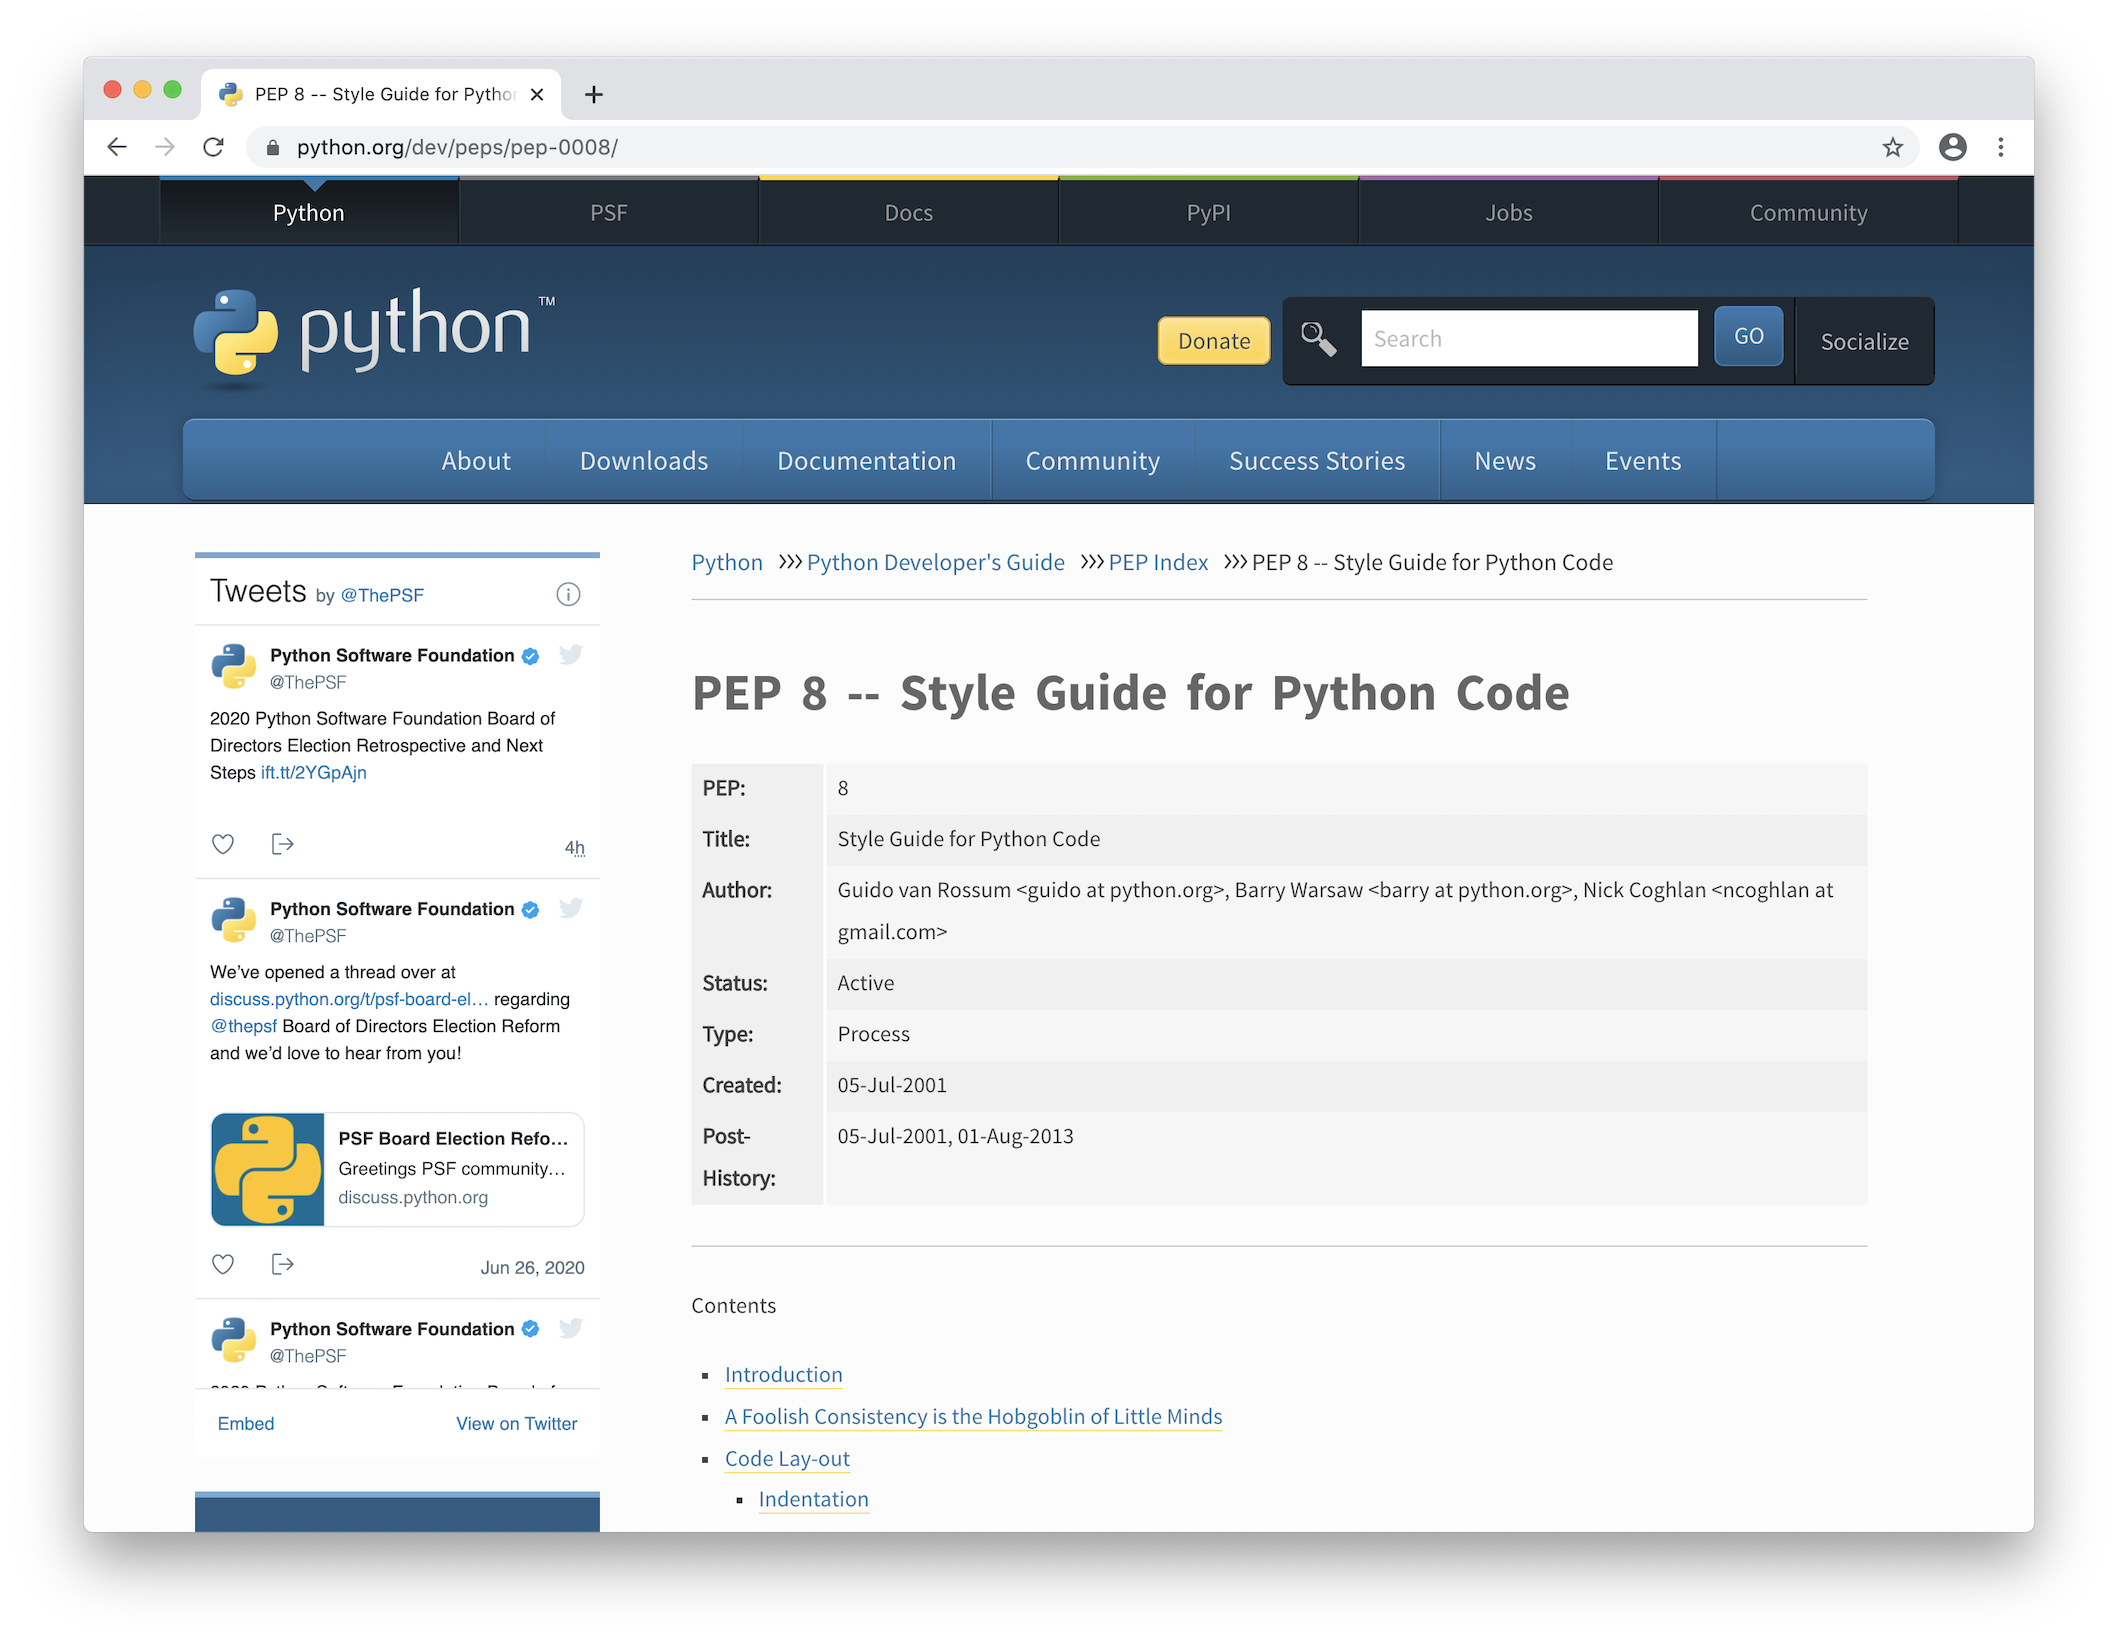 PEP 8 -- Style Guide for Pytho
python.org/dev/peps/pep-0008/
Python PSF Docs PyPI Jobs Community
python™
Donate Search GO Socialize
About Downloads Documentation Community Success Stories News Events
Tweets by @ThePSF
Python Software Foundation
@ThePSF
2020 Python Software Foundation Board of
Directors Election Retrospective and Next
Steps ift.tt/2YGpAjn
4h
Python Software Foundation
@ThePSF
We’ve opened a thread over at
discuss.python.org/t/psf-board-el… regarding
@thepsf Board of Directors Election Reform
and we’d love to hear from you!
PSF Board Election Refo…
Greetings PSF community…
discuss.python.org
Jun 26, 2020
Python Software Foundation
@ThePSF
2020 Python Software Foundation Board of
Embed View on Twitter
Python >>> Python Developer's Guide >>> PEP Index >>> PEP 8 -- Style Guide for Python Code
PEP 8 -- Style Guide for Python Code
PEP: 8
Title: Style Guide for Python Code
Author: Guido van Rossum <guido at python.org>, Barry Warsaw <barry at python.org>, Nick Coghlan <ncoghlan at
gmail.com>
Status: Active
Type: Process
Created: 05-Jul-2001
Post- 05-Jul-2001, 01-Aug-2013
History:
Contents
Introduction
A Foolish Consistency is the Hobgoblin of Little Minds
Code Lay-out
Indentation